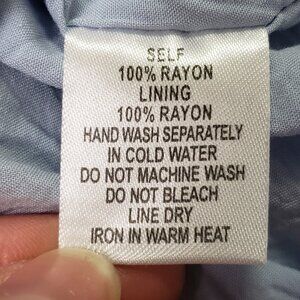 SELF
100% RAYON
LINING
100% RAYON
HAND WASH SEPARATELY
IN COLD WATER
DO NOT MACHINE WASH
DO NOT BLEACH
LINE DRY
IRON IN WARM HEAT